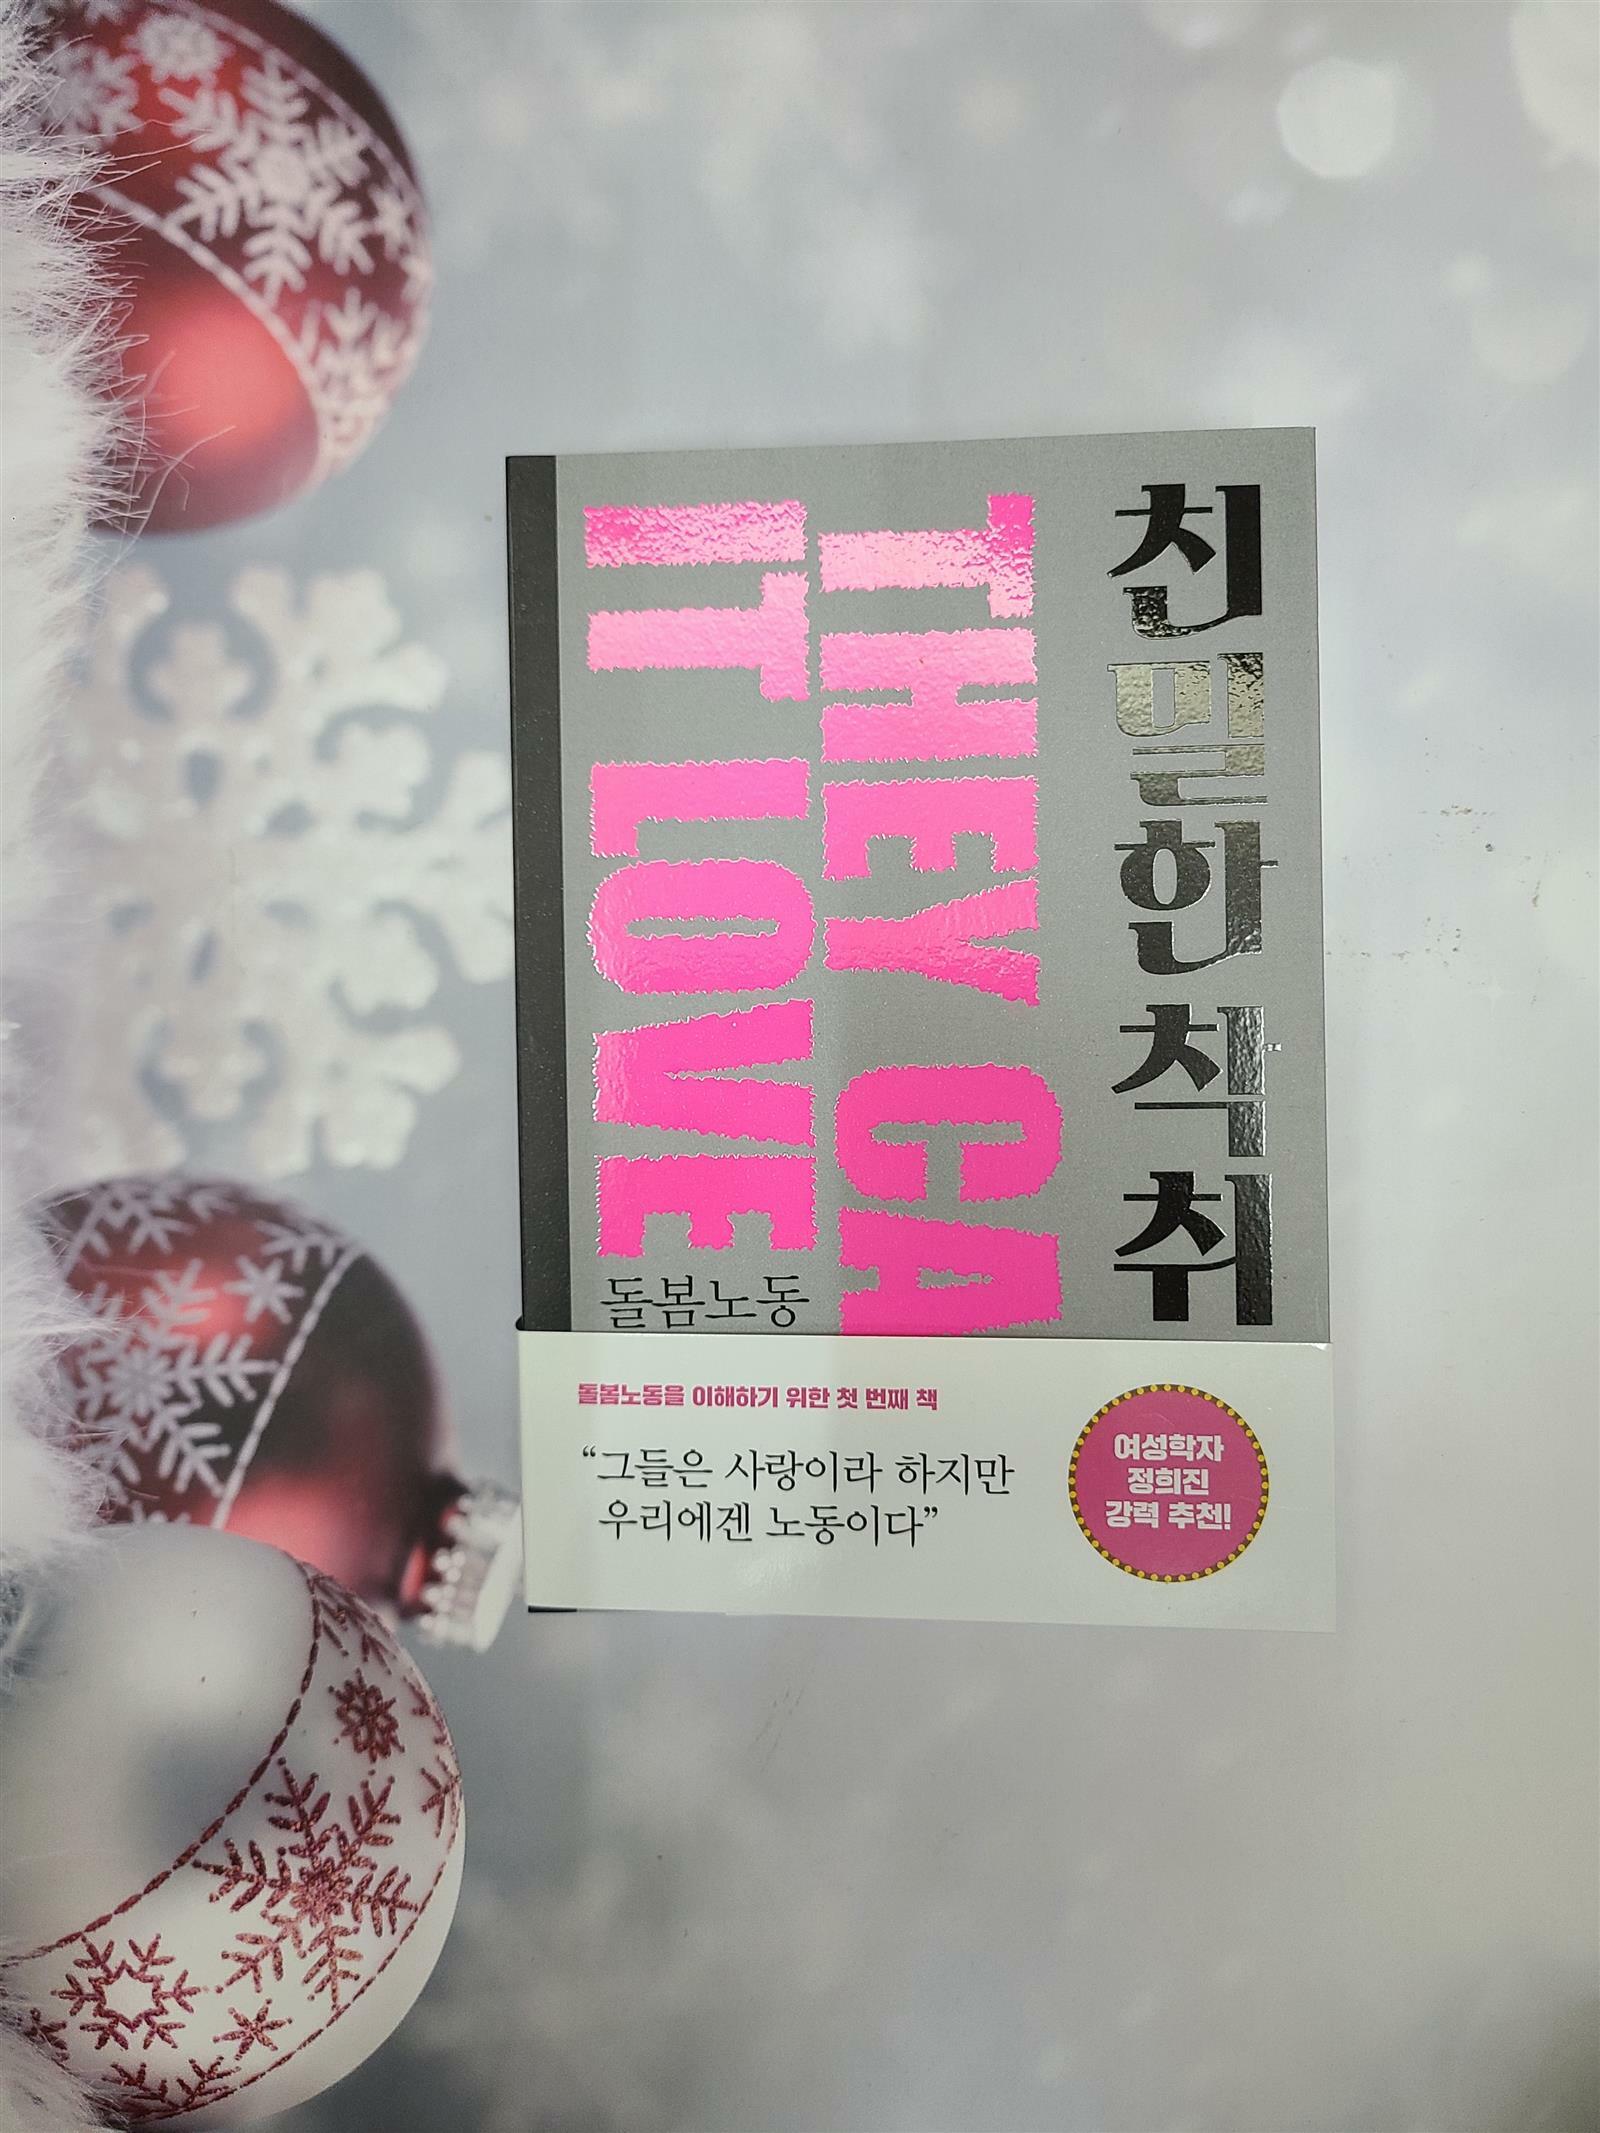 친밀한 착취
THEY CA
IT LOVE
돌봄노동
돌봄노동을 이해하기 위한 첫 번째 책
“그들은 사랑이라 하지만
우리에겐 노동이다”
여성학자
정희진
강력 추천!